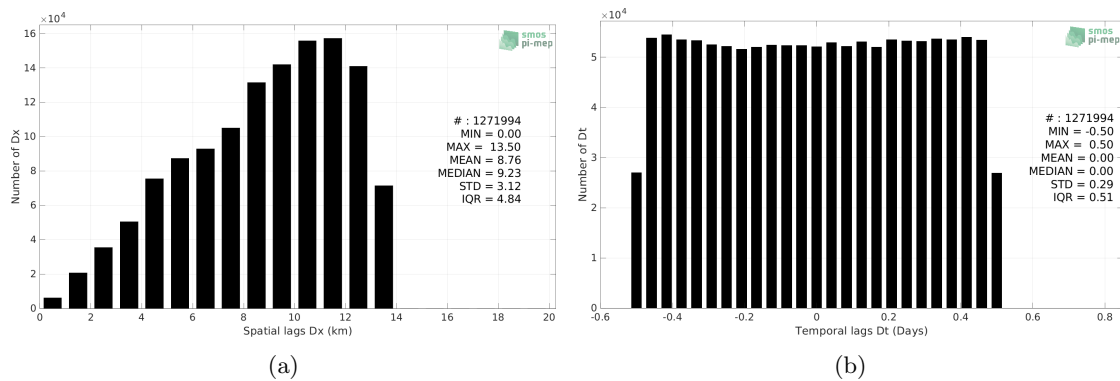 ×10⁴
16
14
12
10
8
6
4
2
0
0 2 4 6 8 10 12 14 16 18 20
Number of Dx
Spatial lags Dx (km)
smos
pi-mep
# : 1271994
MIN = 0.00
MAX = 13.50
MEAN = 8.76
MEDIAN = 9.23
STD = 3.12
IQR = 4.84
(a)
×10⁴
5
4
3
2
1
0
-0.6 -0.4 -0.2 0 0.2 0.4 0.6 0.8
Number of Dt
Temporal lags Dt (Days)
smos
pi-mep
# : 1271994
MIN = -0.50
MAX = 0.50
MEAN = 0.00
MEDIAN = 0.00
STD = 0.29
IQR = 0.51
(b)